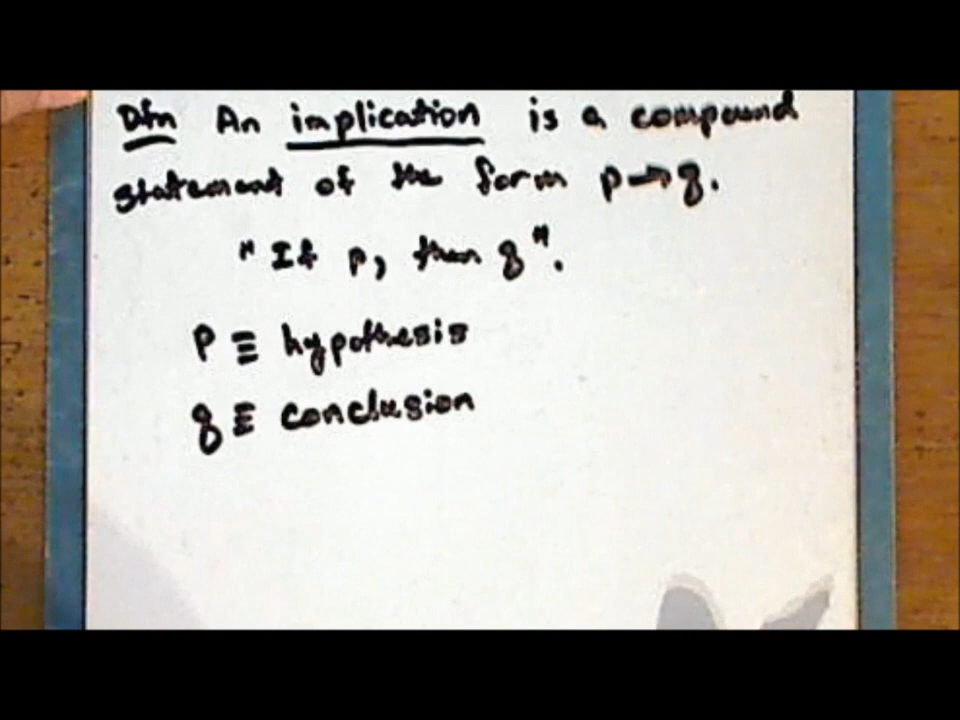 Dfn An implication is a compound
statement of the form p→q.
"If p, then q".
P ≡ hypothesis
q ≡ conclusion